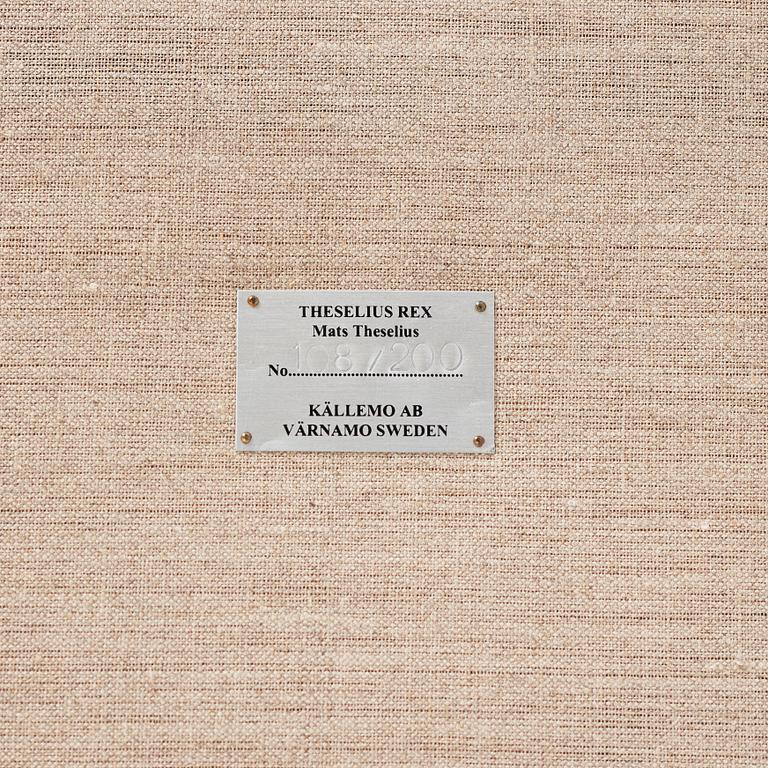 THESELIUS REX
Mats Theselius
No. 108/200
KÄLLEMO AB
VÄRNAMO SWEDEN